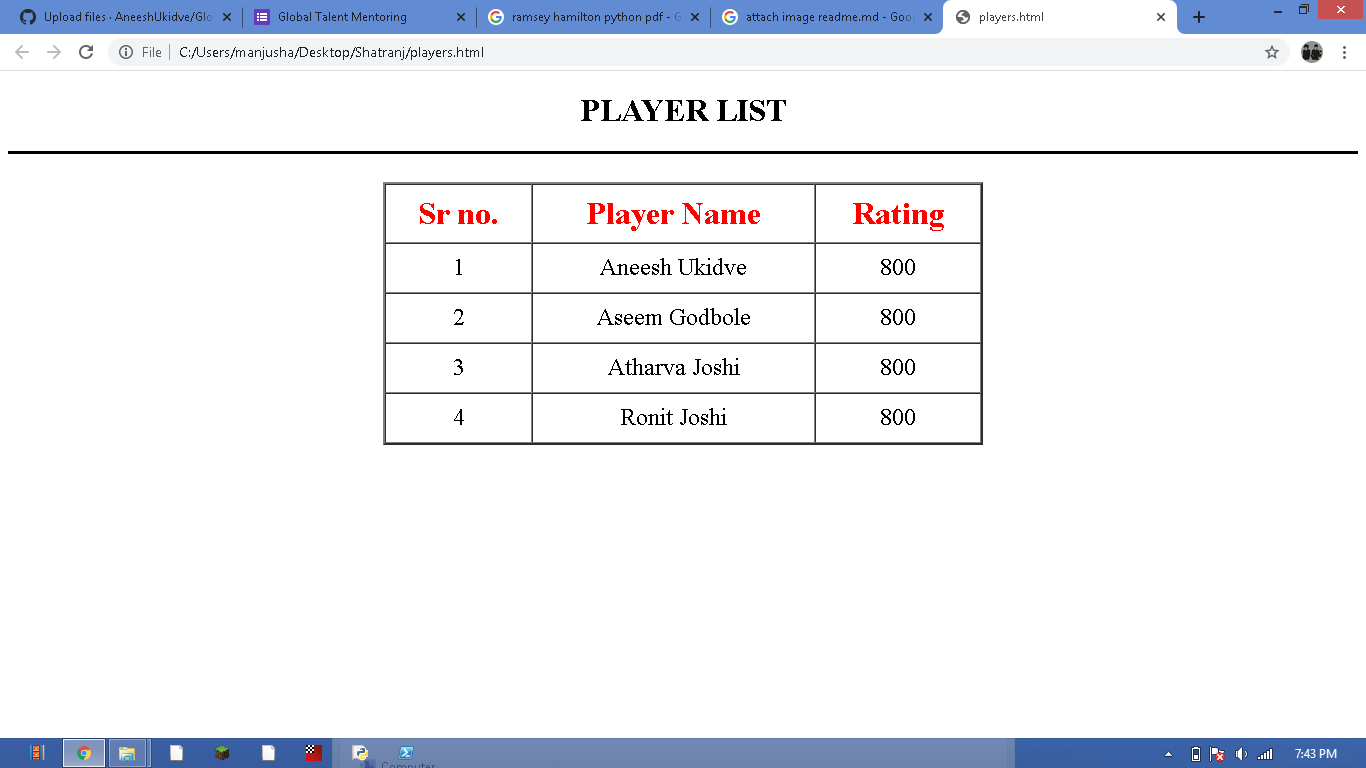 Upload files · AneeshUkidve/Glo
Global Talent Mentoring
ramsey hamilton python pdf - G
attach image readme.md - Goo
players.html
File
C:/Users/manjusha/Desktop/Shatranj/players.html
PLAYER LIST
Sr no. Player Name Rating
1 Aneesh Ukidve 800
2 Aseem Godbole 800
3 Atharva Joshi 800
4 Ronit Joshi 800
Computer
7:43 PM